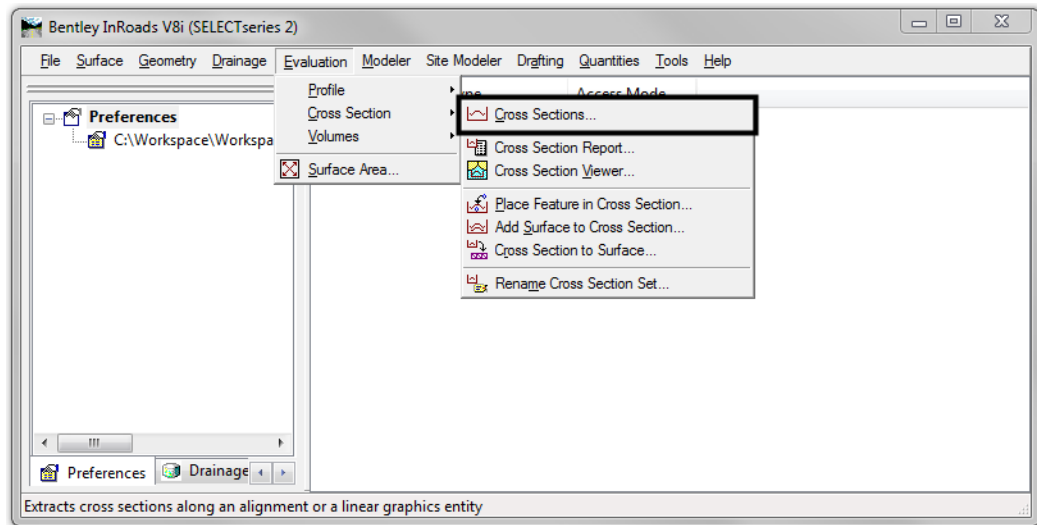 Bentley InRoads V8i (SELECTseries 2)
File Surface Geometry Drainage Evaluation Modeler Site Modeler Drafting Quantities Tools Help
Profile
Cross Section
Volumes
Surface Area...
Access Mode
Cross Sections...
Cross Section Report...
Cross Section Viewer...
Place Feature in Cross Section...
Add Surface to Cross Section...
Cross Section to Surface...
Rename Cross Section Set...
Preferences
C:\Workspace\Workspa
Preferences Drainage
Extracts cross sections along an alignment or a linear graphics entity